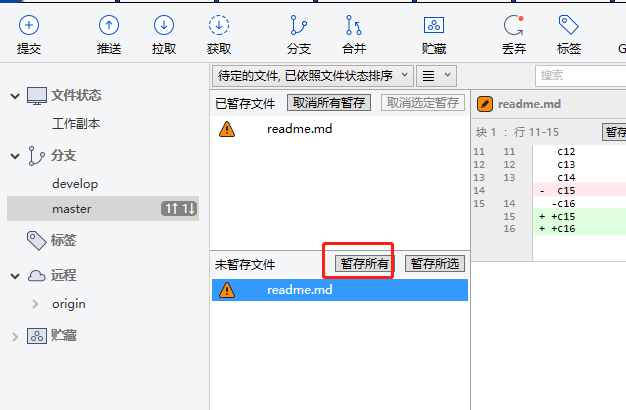 提交 推送 拉取 获取 分支 合并 贮藏 丢弃 标签 G
文件状态
工作副本
分支
develop
master 1↑ 1↓
标签
远程
origin
贮藏
待定的文件, 已依照文件状态排序
搜索
已暂存文件 取消所有暂存 取消选定暂存
readme.md
未暂存文件 暂存所有 暂存所选
readme.md
readme.md
块 1 : 行 11-15 暂存
11 11 c12
12 12 c13
13 13 c14
14 - c15
15 14 -c16
15 + +c15
16 + +c16